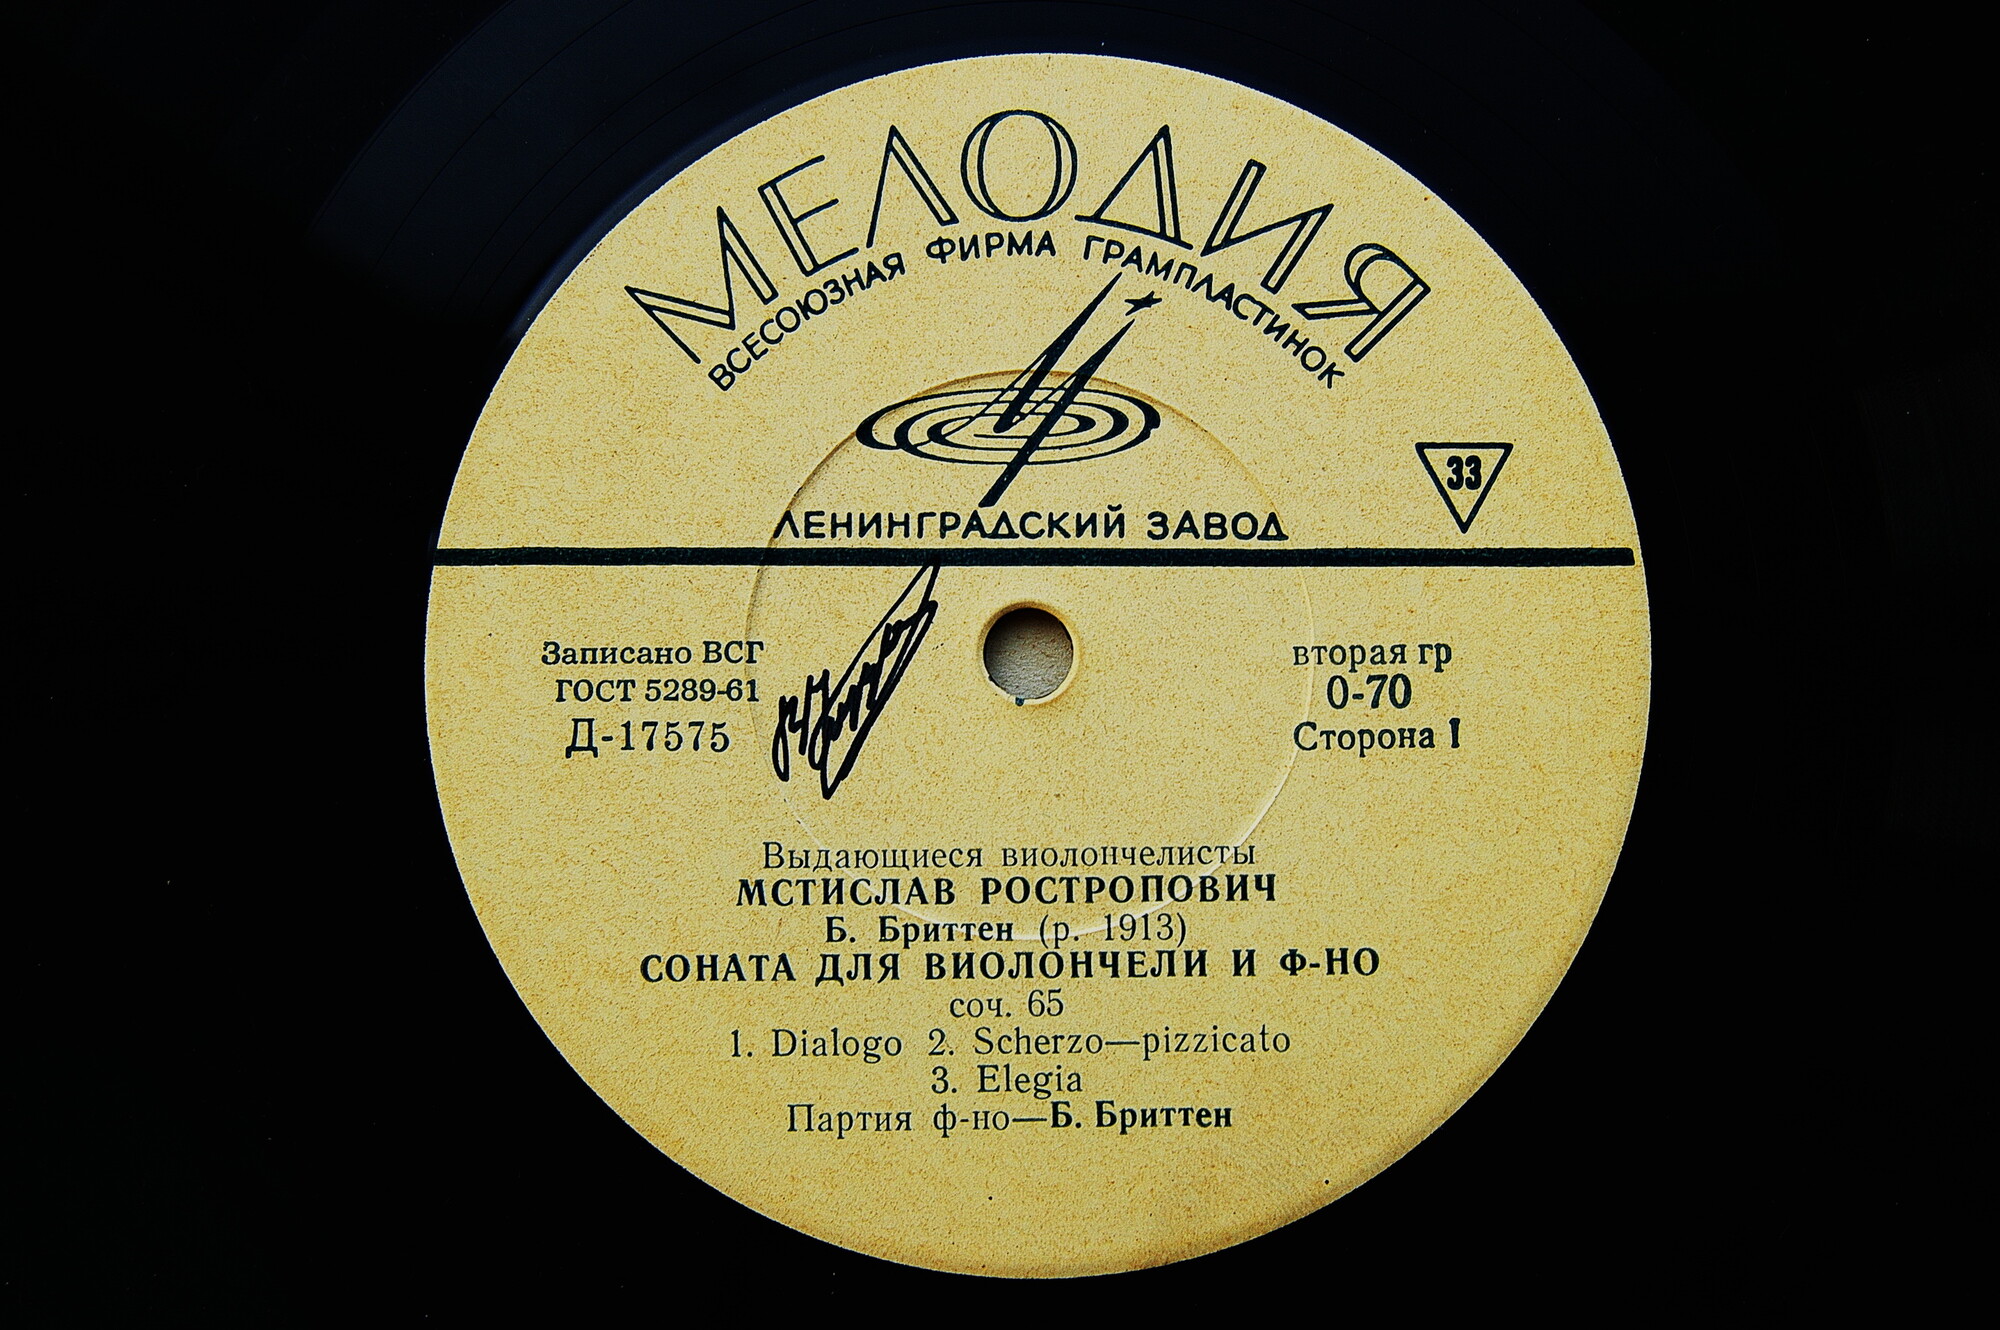 МЕЛОДИЯ
ВСЕСОЮЗНАЯ ФИРМА ГРАМПЛАСТИНОК
33
ЛЕНИНГРАДСКИЙ ЗАВОД
Записано ВСГ
ГОСТ 5289-61
Д-17575
вторая гр
0-70
Сторона I
Выдающиеся виолончелисты
МСТИСЛАВ РОСТРОПОВИЧ
Б. Бриттен (р. 1913)
СОНАТА ДЛЯ ВИОЛОНЧЕЛИ И Ф-НО
соч. 65
1. Dialogo 2. Scherzo—pizzicato
3. Elegia
Партия ф-но—Б. Бриттен